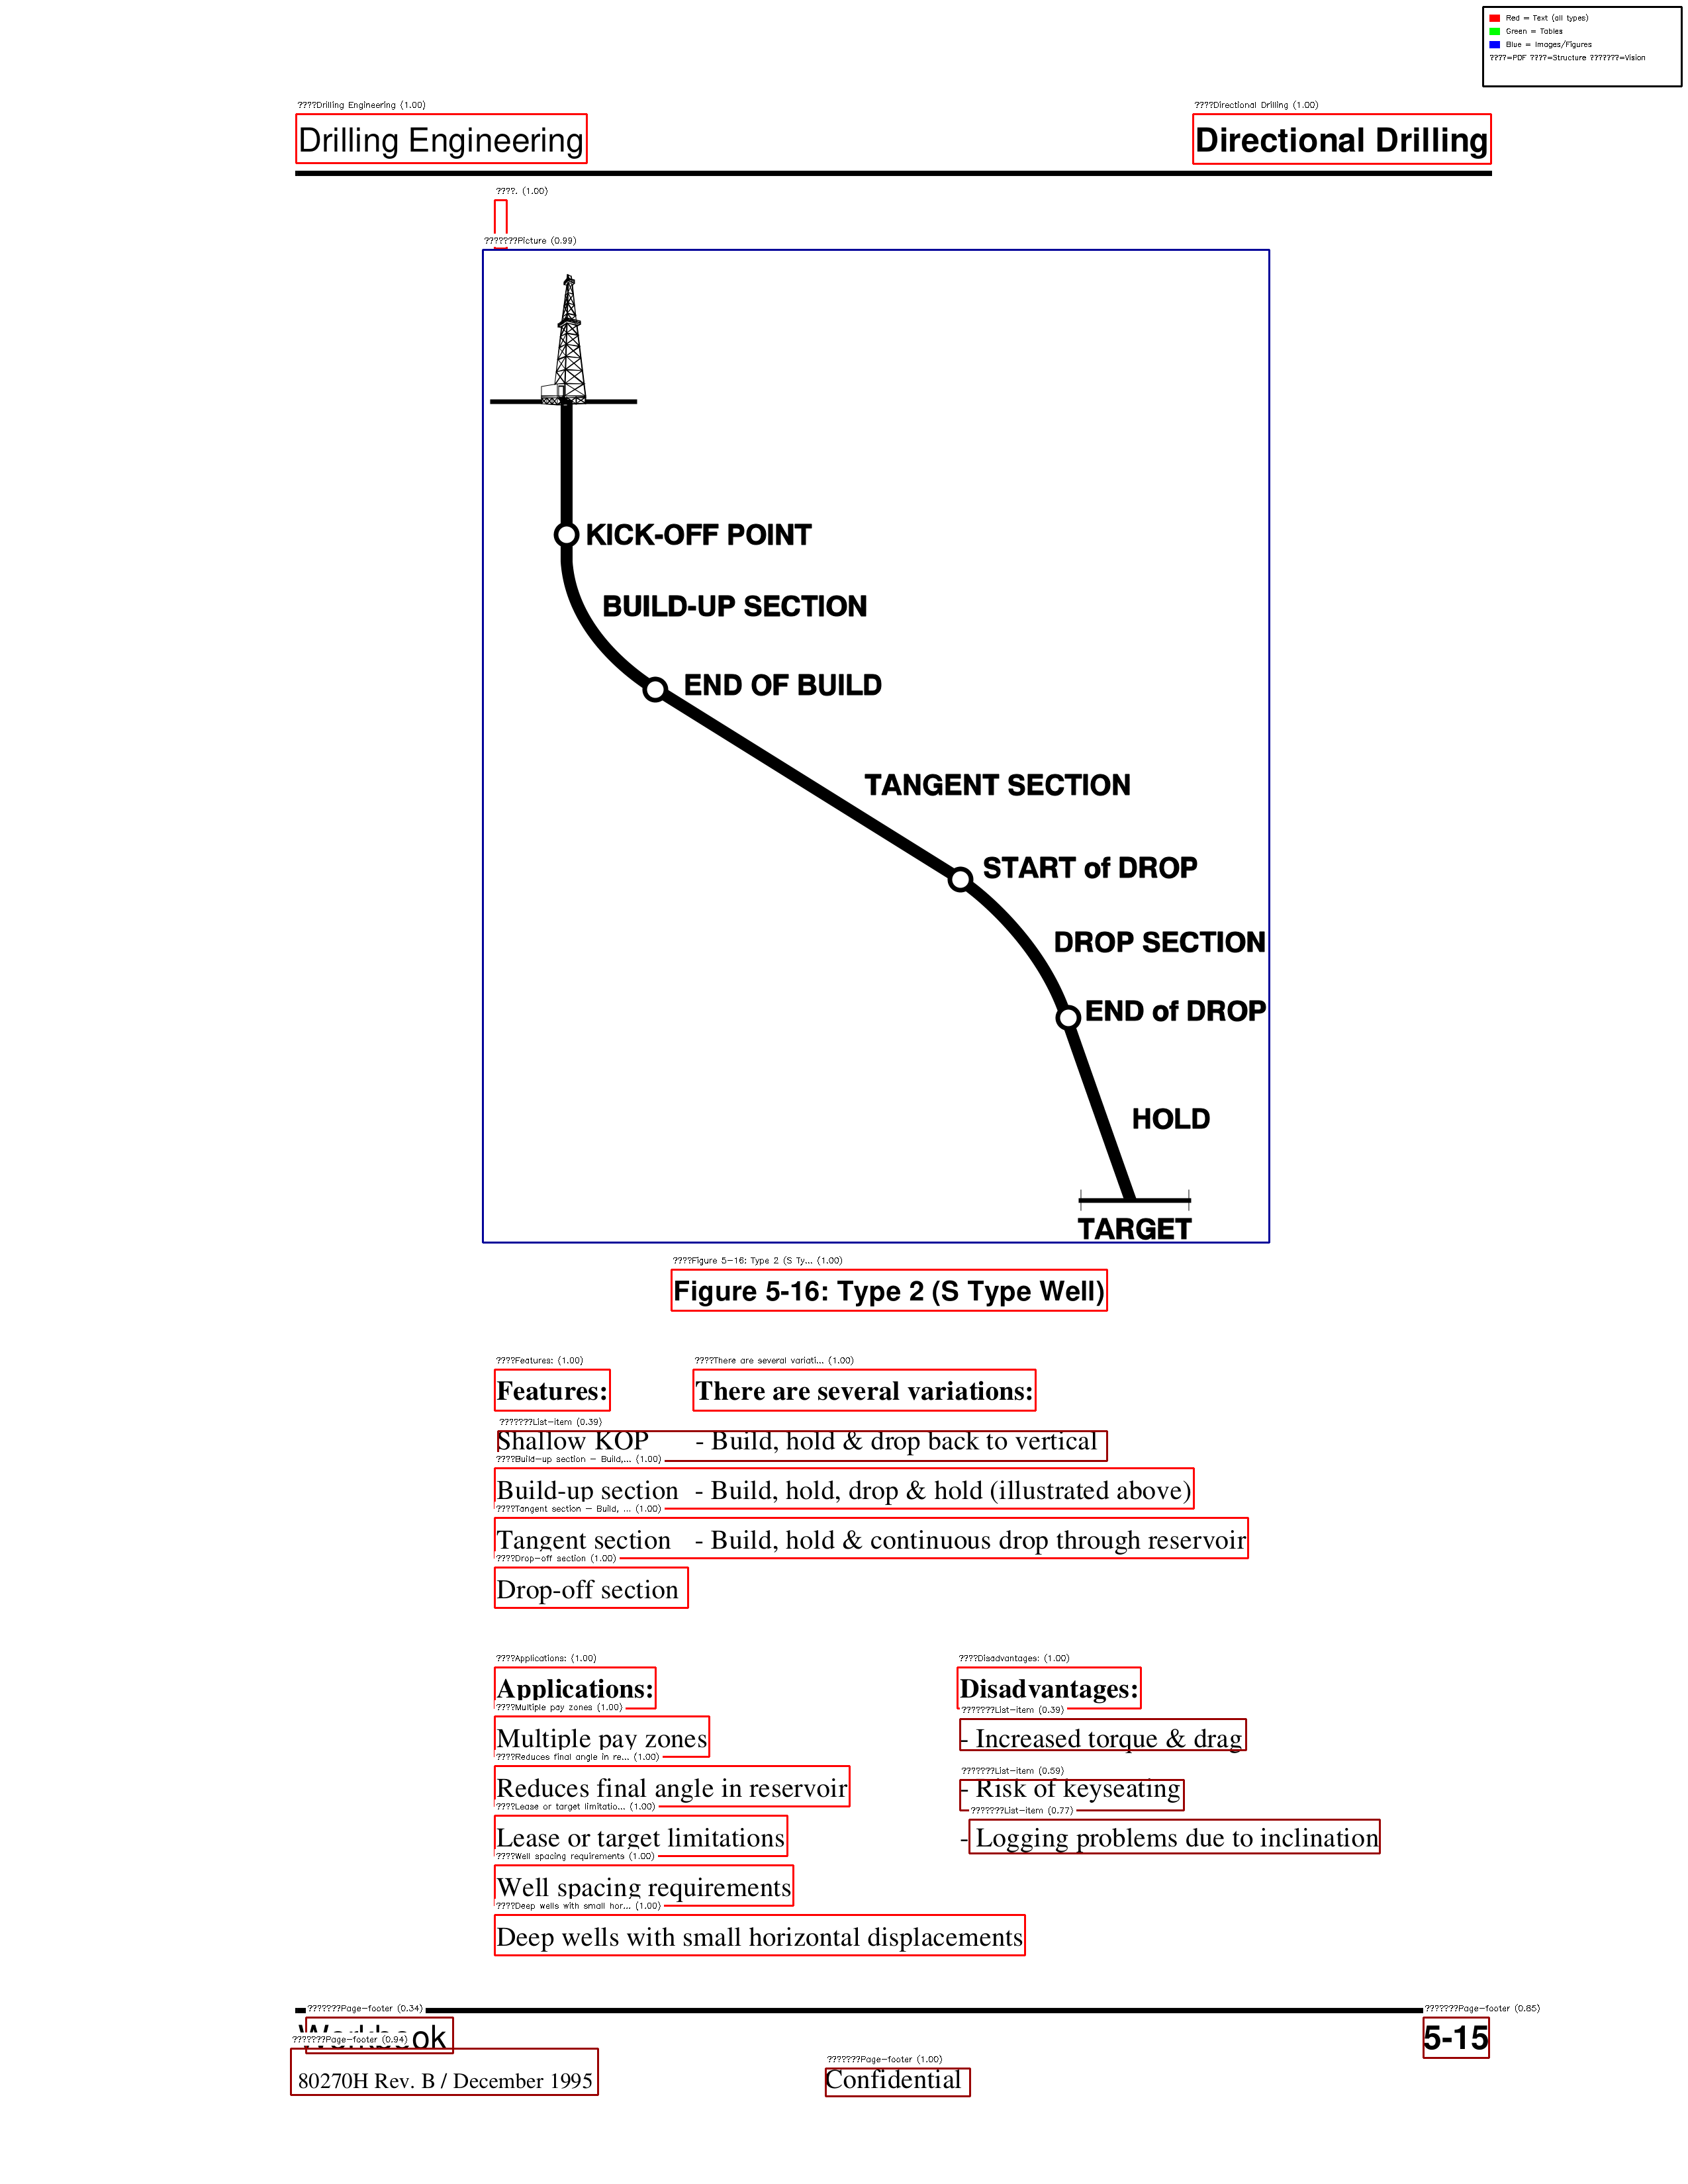 Red = Text (all types)
Green = Tables
Blue = Images/Figures
????=PDF ????=Structure ???????=Vision
????Drilling Engineering (1.00)
????Directional Drilling (1.00)
Drilling Engineering
Directional Drilling
????. (1.00)
???????Picture (0.99)
KICK-OFF POINT
BUILD-UP SECTION
END OF BUILD
TANGENT SECTION
START of DROP
DROP SECTION
END of DROP
HOLD
TARGET
????Figure 5-16: Type 2 (S Ty... (1.00)
Figure 5-16: Type 2 (S Type Well)
????Features: (1.00)
????There are several variati... (1.00)
Features: There are several variations:
???????List-item (0.39)
Shallow KOP - Build, hold & drop back to vertical
????Build-up section - Build,... (1.00)
Build-up section - Build, hold, drop & hold (illustrated above)
????Tangent section - Build, ... (1.00)
Tangent section - Build, hold & continuous drop through reservoir
????Drop-off section (1.00)
Drop-off section
????Applications: (1.00)
Applications:
????Multiple pay zones (1.00)
Multiple pay zones
????Reduces final angle in re... (1.00)
Reduces final angle in reservoir
????Lease or target limitatio... (1.00)
Lease or target limitations
????Well spacing requirements (1.00)
Well spacing requirements
????Deep wells with small hor... (1.00)
Deep wells with small horizontal displacements
????Disadvantages: (1.00)
Disadvantages:
???????List-item (0.39)
- Increased torque & drag
???????List-item (0.59)
- Risk of keyseating
???????List-item (0.77)
- Logging problems due to inclination
???????Page-footer (0.34)
???????Page-footer (0.85)
Workbook
5-15
???????Page-footer (0.94)
80270H Rev. B / December 1995
???????Page-footer (1.00)
Confidential